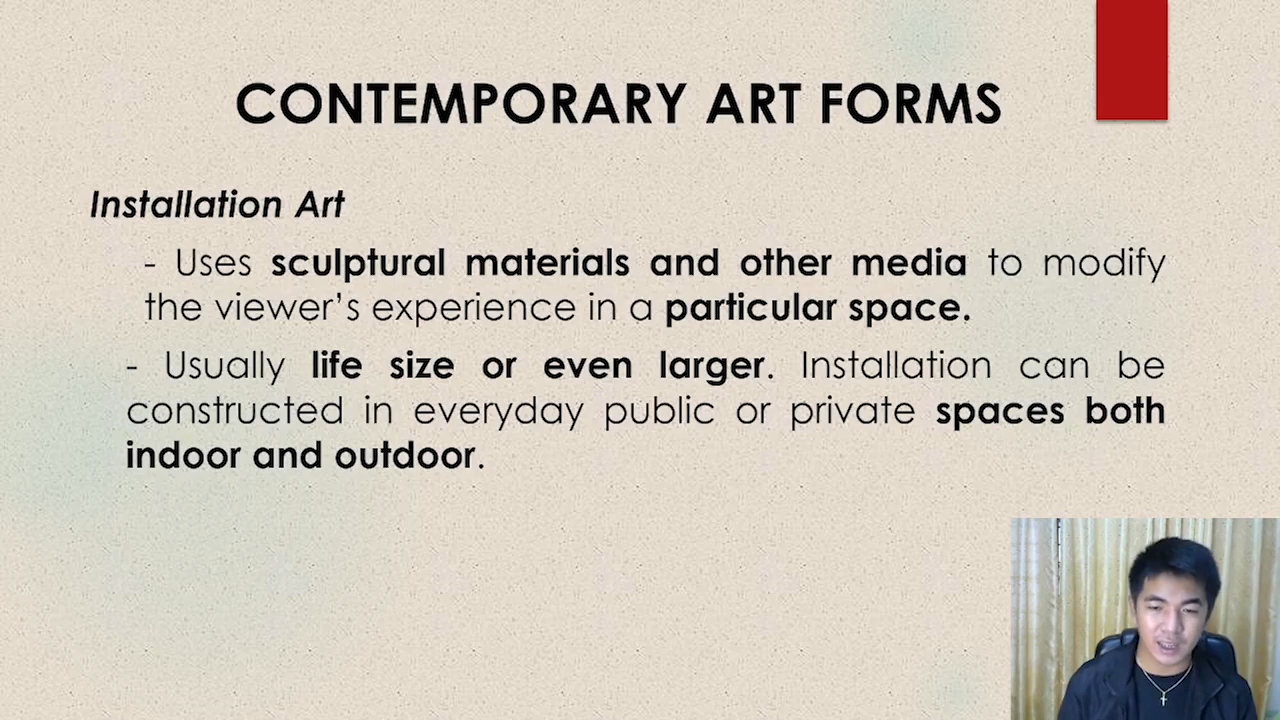 CONTEMPORARY ART FORMS
Installation Art
- Uses sculptural materials and other media to modify
the viewer’s experience in a particular space.
- Usually life size or even larger. Installation can be
constructed in everyday public or private spaces both
indoor and outdoor.